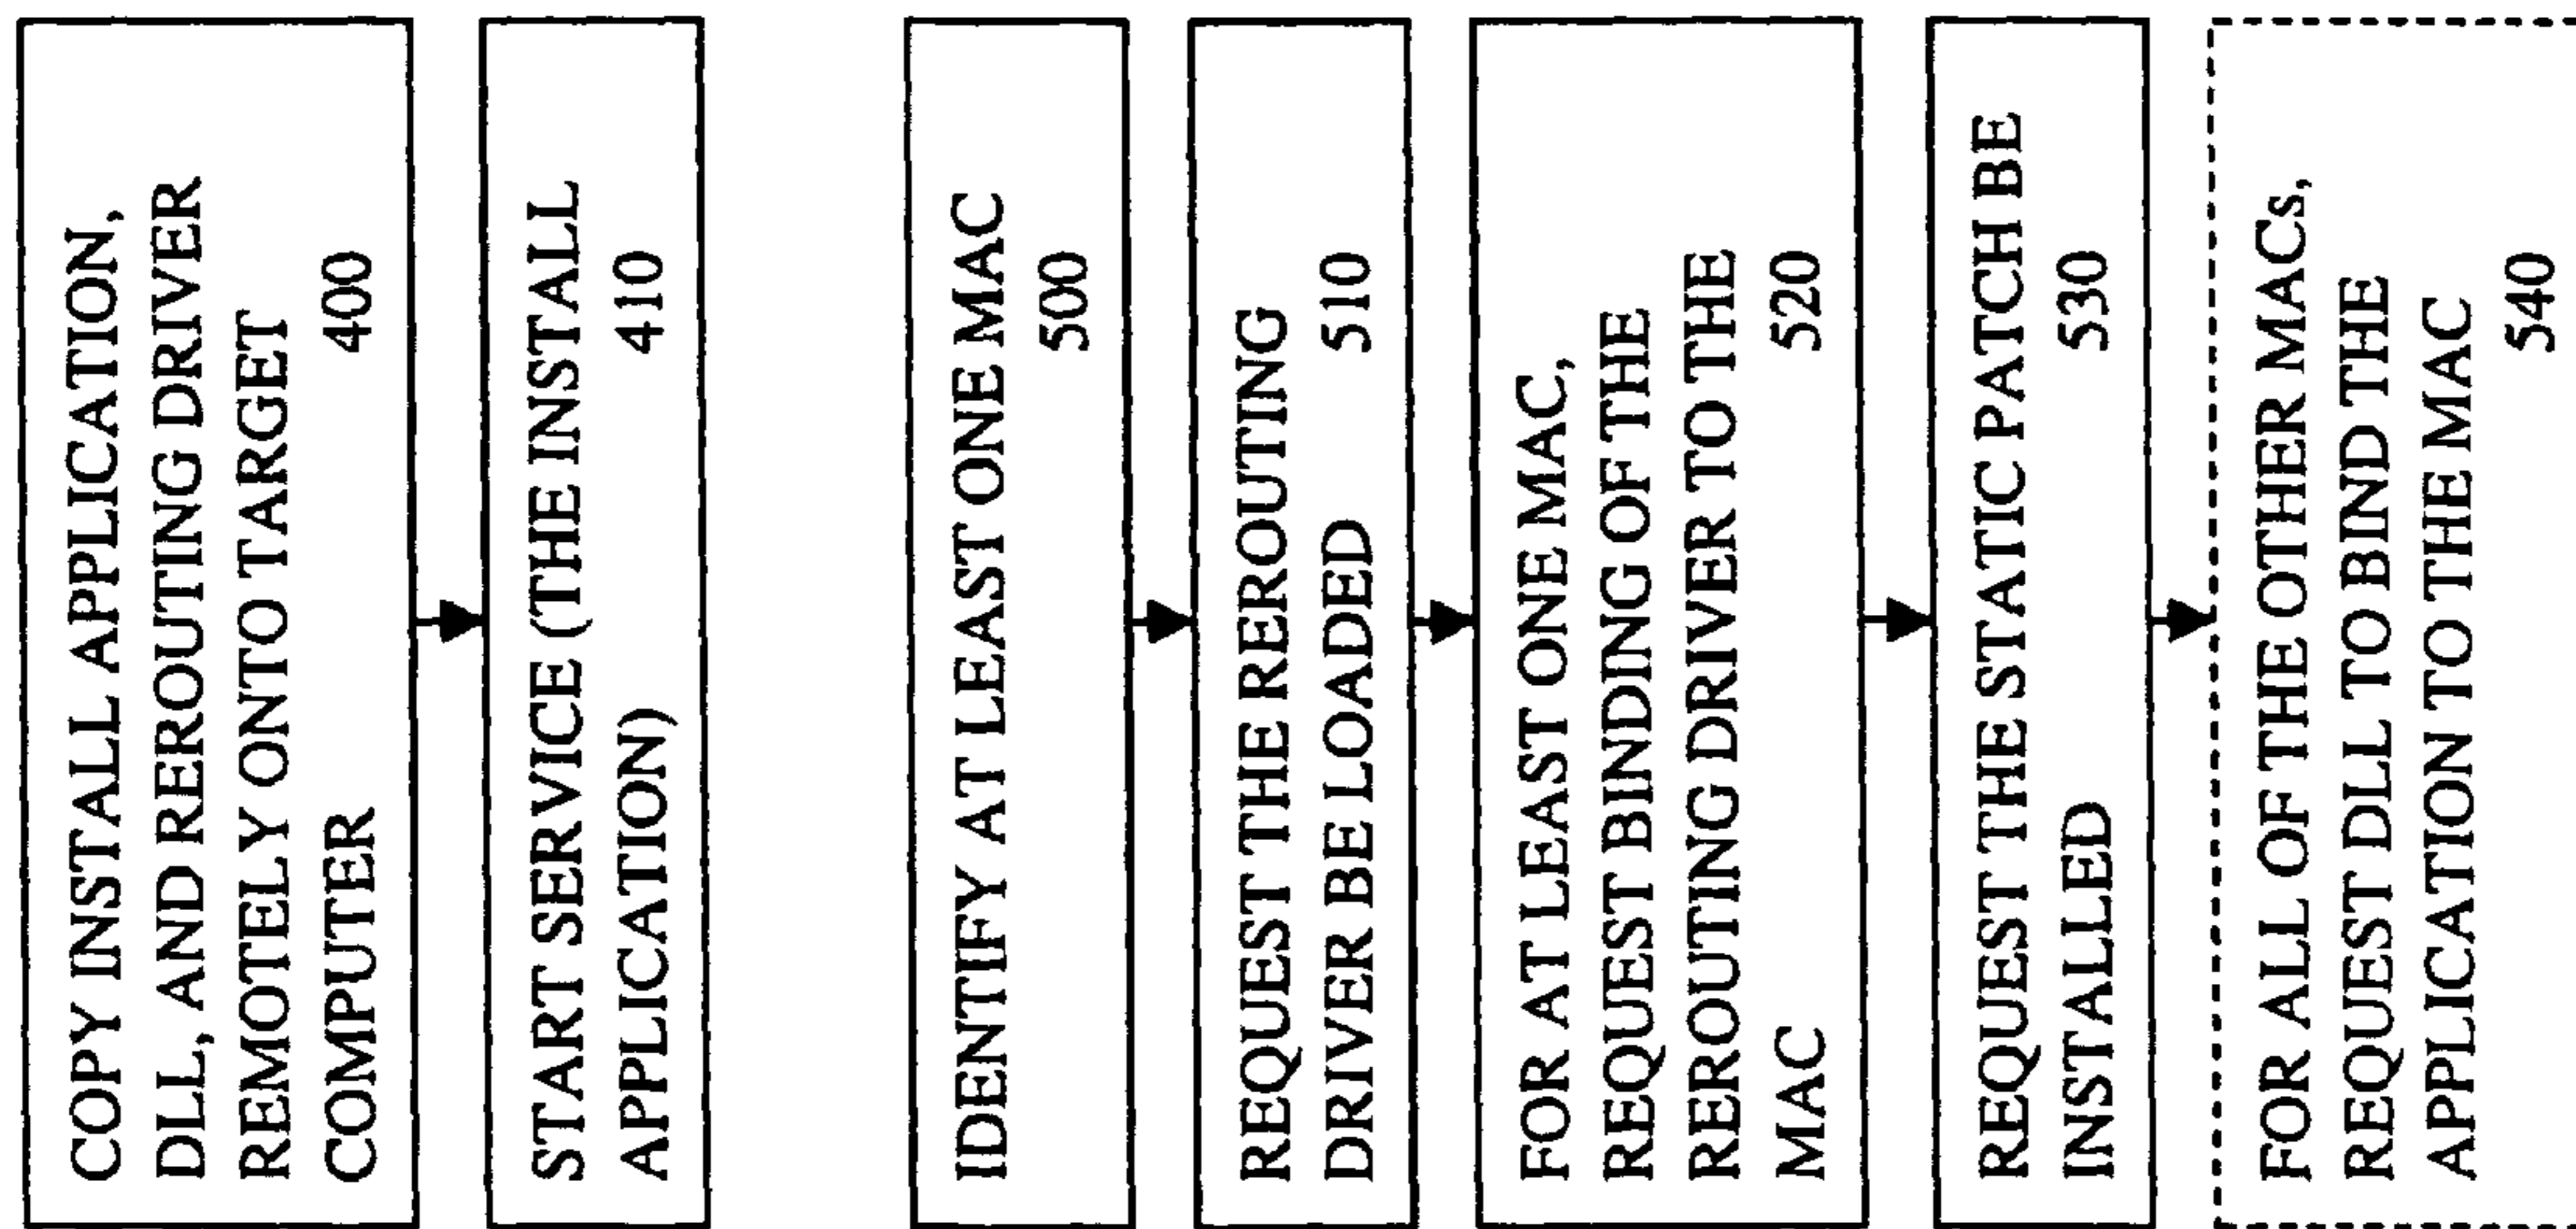 COPY INSTALL APPLICATION,
DLL, AND REROUTING DRIVER
REMOTELY ONTO TARGET
COMPUTER 400
START SERVICE (THE INSTALL
APPLICATION) 410
IDENTIFY AT LEAST ONE MAC
500
REQUEST THE REROUTING
DRIVER BE LOADED 510
FOR AT LEAST ONE MAC,
REQUEST BINDING OF THE
REROUTING DRIVER TO THE
MAC 520
REQUEST THE STATIC PATCH BE
INSTALLED 530
FOR ALL OF THE OTHER MACs,
REQUEST DLL TO BIND THE
APPLICATION TO THE MAC
540